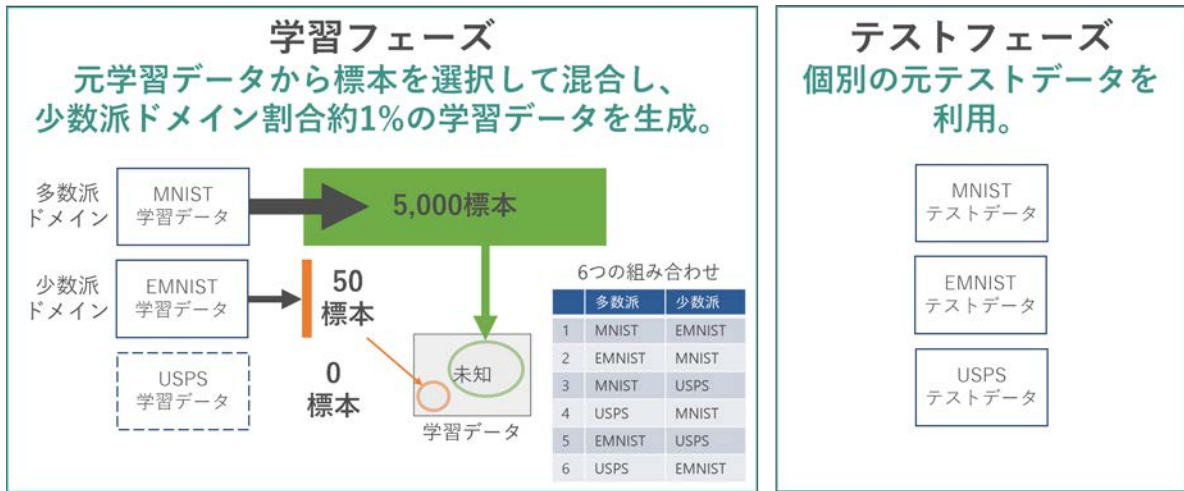 学習フェーズ
元学習データから標本を選択して混合し、
少数派ドメイン割合約1%の学習データを生成。
多数派
ドメイン
MNIST
学習データ
5,000標本
少数派
ドメイン
EMNIST
学習データ
50
標本
USPS
学習データ
0
標本
未知
学習データ
6つの組み合わせ
多数派 少数派
1 MNIST EMNIST
2 EMNIST MNIST
3 MNIST USPS
4 USPS MNIST
5 EMNIST USPS
6 USPS EMNIST
テストフェーズ
個別の元テストデータを
利用。
MNIST
テストデータ
EMNIST
テストデータ
USPS
テストデータ